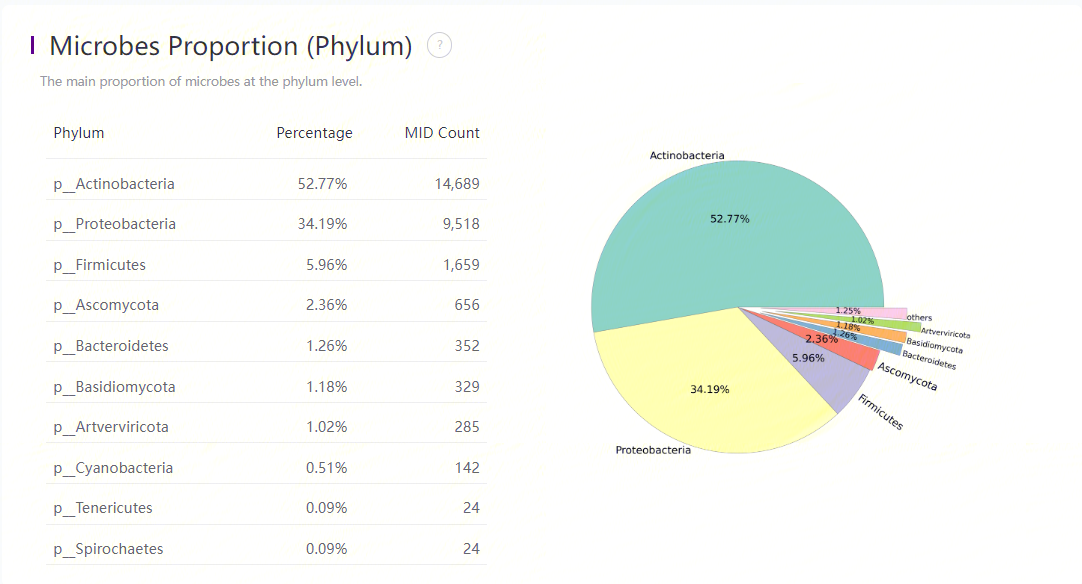 Microbes Proportion (Phylum) ?
The main proportion of microbes at the phylum level.
Phylum Percentage MID Count
p__Actinobacteria 52.77% 14,689
p__Proteobacteria 34.19% 9,518
p__Firmicutes 5.96% 1,659
p__Ascomycota 2.36% 656
p__Bacteroidetes 1.26% 352
p__Basidiomycota 1.18% 329
p__Artverviricota 1.02% 285
p__Cyanobacteria 0.51% 142
p__Tenericutes 0.09% 24
p__Spirochaetes 0.09% 24
Actinobacteria
52.77%
1.25%
others
1.02%
Artverviricota
1.18%
Basidiomycota
1.26%
Bacteroidetes
2.36%
Ascomycota
5.96%
Firmicutes
34.19%
Proteobacteria